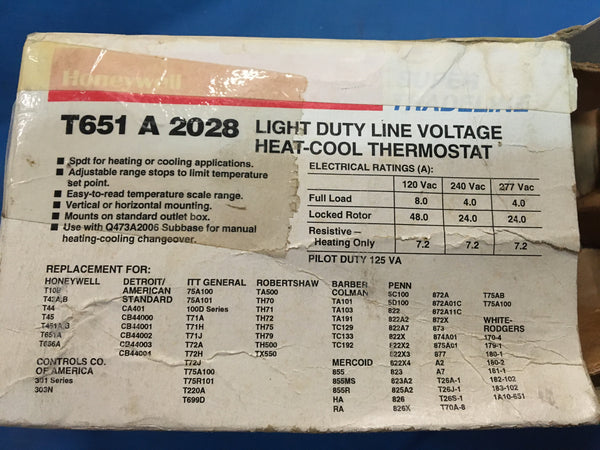 Honeywell
TRADELINE
T651 A 2028 LIGHT DUTY LINE VOLTAGE
HEAT-COOL THERMOSTAT
■ Spdt for heating or cooling applications.
■ Adjustable range stops to limit temperature
set point.
■ Easy-to-read temperature scale range.
■ Vertical or horizontal mounting.
■ Mounts on standard outlet box.
■ Use with Q473A2006 Subbase for manual
heating-cooling changeover.
ELECTRICAL RATINGS (A):
120 Vac 240 Vac 277 Vac
Full Load 8.0 4.0 4.0
Locked Rotor 48.0 24.0 24.0
Resistive –
Heating Only 7.2 7.2 7.2
PILOT DUTY 125 VA
REPLACEMENT FOR:
HONEYWELL
T10B
T42A,B
T44
T45
T451A,B
T651A
T656A
CONTROLS CO.
OF AMERICA
301 Series
303N
DETROIT/
AMERICAN
STANDARD
CA401
CB44000
CB44001
CB44002
CB44003
CB44004
ITT GENERAL
75A100
75A101
100D Series
T71A
T71H
T71J
T72A
T72H
T72J
T75A100
T75R101
T220A
T699D
ROBERTSHAW
TA500
TH70
TH71
TH72
TH75
TH79
TH500
TX550
BARBER
COLMAN
TA101
TA103
TA191
TC129
TC133
TC192
MERCOID
855
855MS
855R
HA
RA
PENN
SC100
SD100
822
822A2
822A7
822X
822X2
822X3
822X4
823
823A2
825A2
826
826X
872A
872A01C
872A11C
872X
873
874A01
875A01
877
A2
A7
T26A-1
T26J-1
T26S-1
T70A-8
T75AB
T75A100
WHITE-
RODGERS
170-4
179-1
180-1
180-2
181-1
182-102
183-102
1A10-651